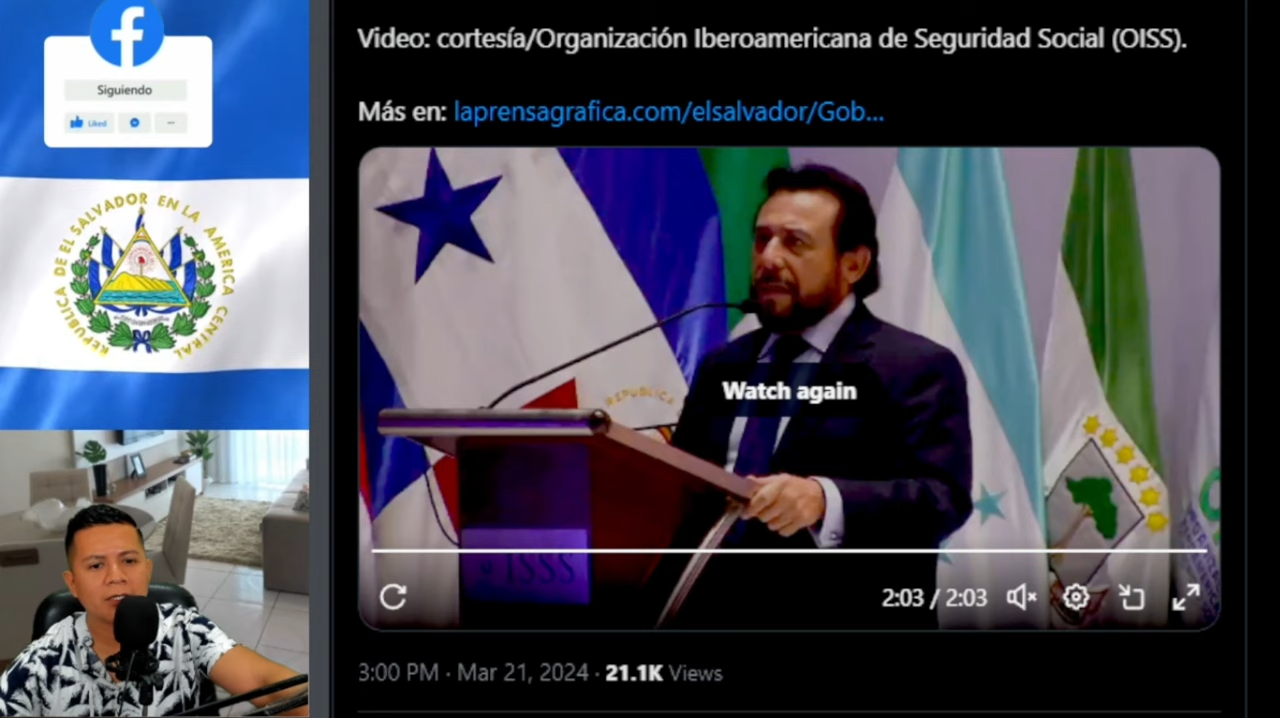 Siguiendo
Liked
REPUBLICA DE EL SALVADOR EN LA AMERICA CENTRAL
Video: cortesía/Organización Iberoamericana de Seguridad Social (OISS).
Más en: laprensagrafica.com/elsalvador/Gob...
REPUBLICA
Watch again
ISSS
2:03 / 2:03
3:00 PM · Mar 21, 2024 · 21.1K Views